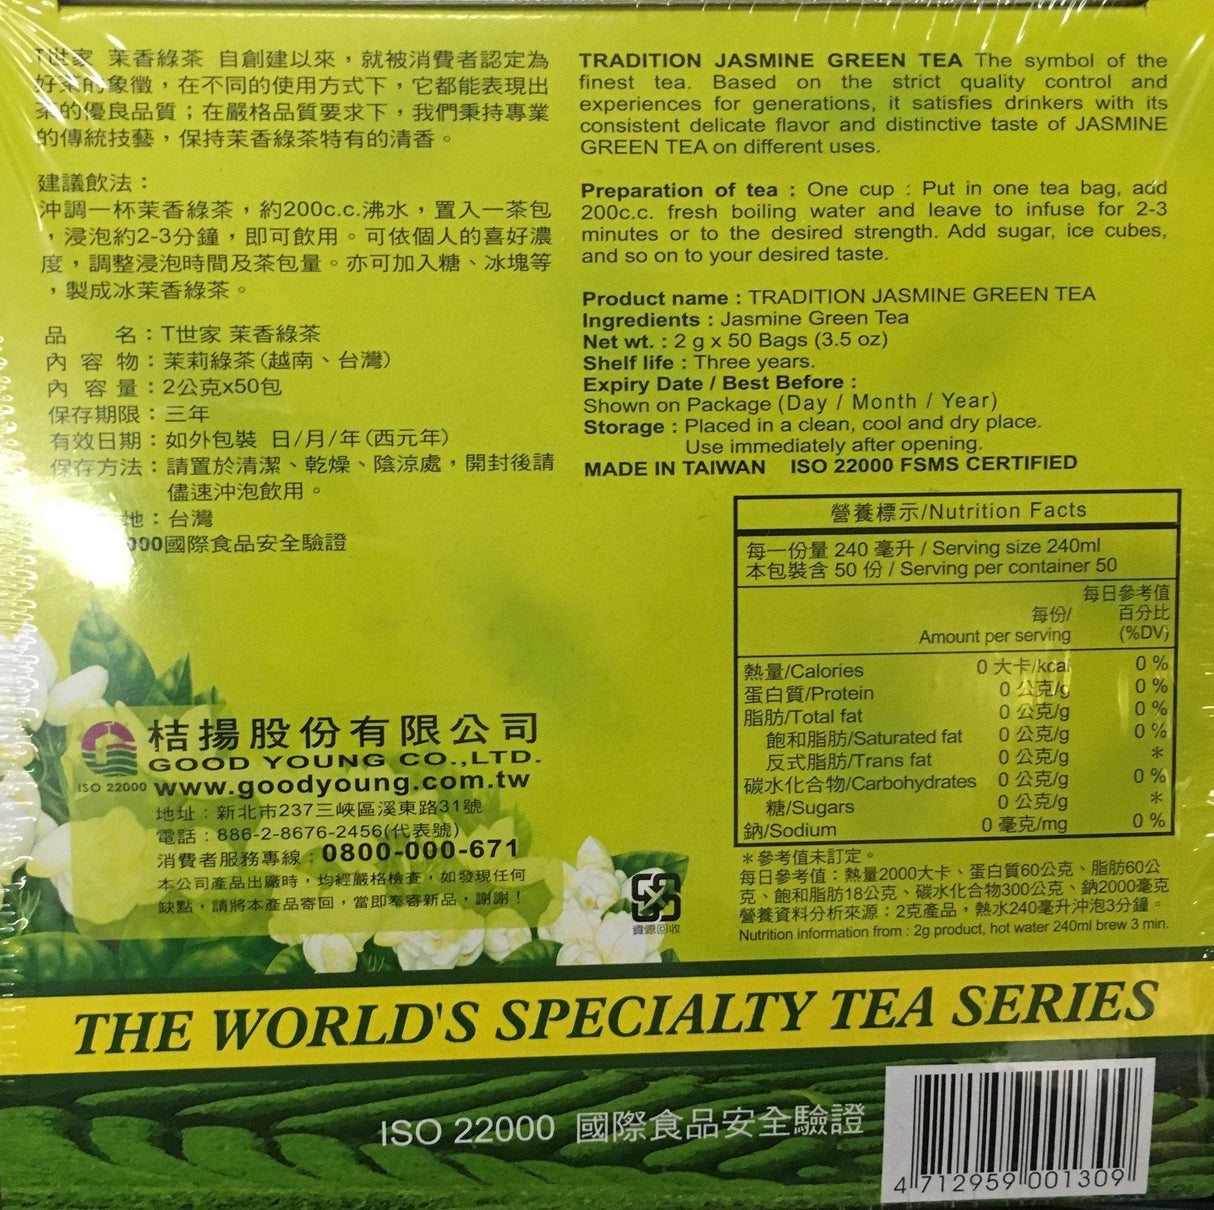 T世家 茉香綠茶 自創建以來，就被消費者認定為
好茶的象徵，在不同的使用方式下，它都能表現出
茶的優良品質；在嚴格品質要求下，我們秉持專業
的傳統技藝，保持茉香綠茶特有的清香。
建議飲法：
沖調一杯茉香綠茶，約200c.c.沸水，置入一茶包
，浸泡約2-3分鐘，即可飲用。可依個人的喜好濃
度，調整浸泡時間及茶包量。亦可加入糖、冰塊等
，製成冰茉香綠茶。
品 名：T世家 茉香綠茶
內 容 物：茉莉綠茶(越南、台灣)
內 容 量：2公克x50包
保存期限：三年
有效日期：如外包裝 日/月/年(西元年)
保存方法：請置於清潔、乾燥、陰涼處，開封後請
儘速沖泡飲用。
地：台灣
000國際食品安全驗證
TRADITION JASMINE GREEN TEA The symbol of the
finest tea. Based on the strict quality control and
experiences for generations, it satisfies drinkers with its
consistent delicate flavor and distinctive taste of JASMINE
GREEN TEA on different uses.
Preparation of tea : One cup : Put in one tea bag, add
200c.c. fresh boiling water and leave to infuse for 2-3
minutes or to the desired strength. Add sugar, ice cubes,
and so on to your desired taste.
Product name : TRADITION JASMINE GREEN TEA
Ingredients : Jasmine Green Tea
Net wt. : 2 g x 50 Bags (3.5 oz)
Shelf life : Three years.
Expiry Date / Best Before :
Shown on Package (Day / Month / Year)
Storage : Placed in a clean, cool and dry place.
Use immediately after opening.
MADE IN TAIWAN ISO 22000 FSMS CERTIFIED
營養標示/Nutrition Facts
每一份量 240 毫升 / Serving size 240ml
本包裝含 50 份 / Serving per container 50
每份/
Amount per serving
每日參考值
百分比
(%DV)
熱量/Calories 0 大卡/kcal 0 %
蛋白質/Protein 0 公克/g 0 %
脂肪/Total fat 0 公克/g 0 %
飽和脂肪/Saturated fat 0 公克/g 0 %
反式脂肪/Trans fat 0 公克/g *
碳水化合物/Carbohydrates 0 公克/g 0 %
糖/Sugars 0 公克/g *
鈉/Sodium 0 毫克/mg 0 %
*參考值未訂定。
每日參考值：熱量2000大卡、蛋白質60公克、脂肪60公
克、飽和脂肪18公克、碳水化合物300公克、鈉2000毫克
營養資料分析來源：2克產品，熱水240毫升沖泡3分鐘。
Nutrition information from : 2g product, hot water 240ml brew 3 min.
桔揚股份有限公司
GOOD YOUNG CO.,LTD.
ISO 22000 www.goodyoung.com.tw
地址：新北市237三峽區溪東路31號
電話：886-2-8676-2456(代表號)
消費者服務專線：0800-000-671
本公司產品出廠時，均經嚴格檢查，如發現任何
缺點，請將本產品寄回，當即奉寄新品，謝謝！
資源回收
THE WORLD'S SPECIALTY TEA SERIES
ISO 22000 國際食品安全驗證
4 712959 001309